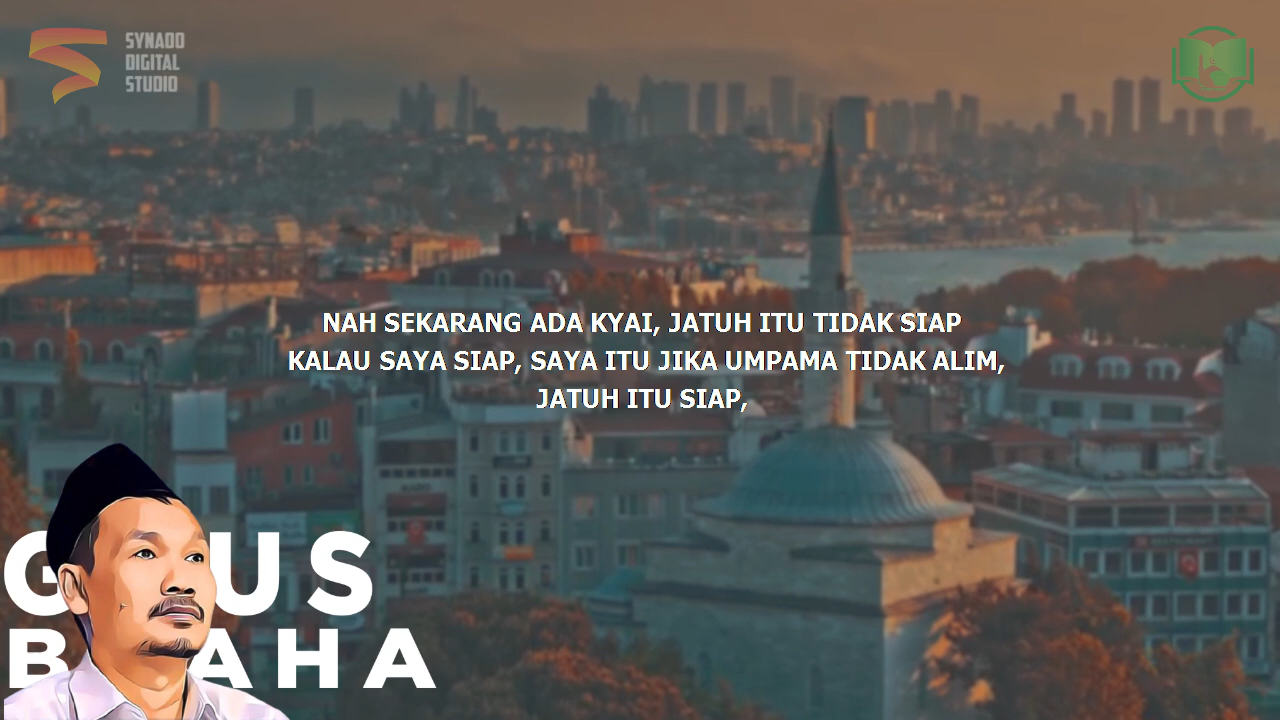 SYNADO
DIGITAL
STUDIO
NAH SEKARANG ADA KYAI, JATUH ITU TIDAK SIAP
KALAU SAYA SIAP, SAYA ITU JIKA UMPAMA TIDAK ALIM,
JATUH ITU SIAP,
GUS
BAHA